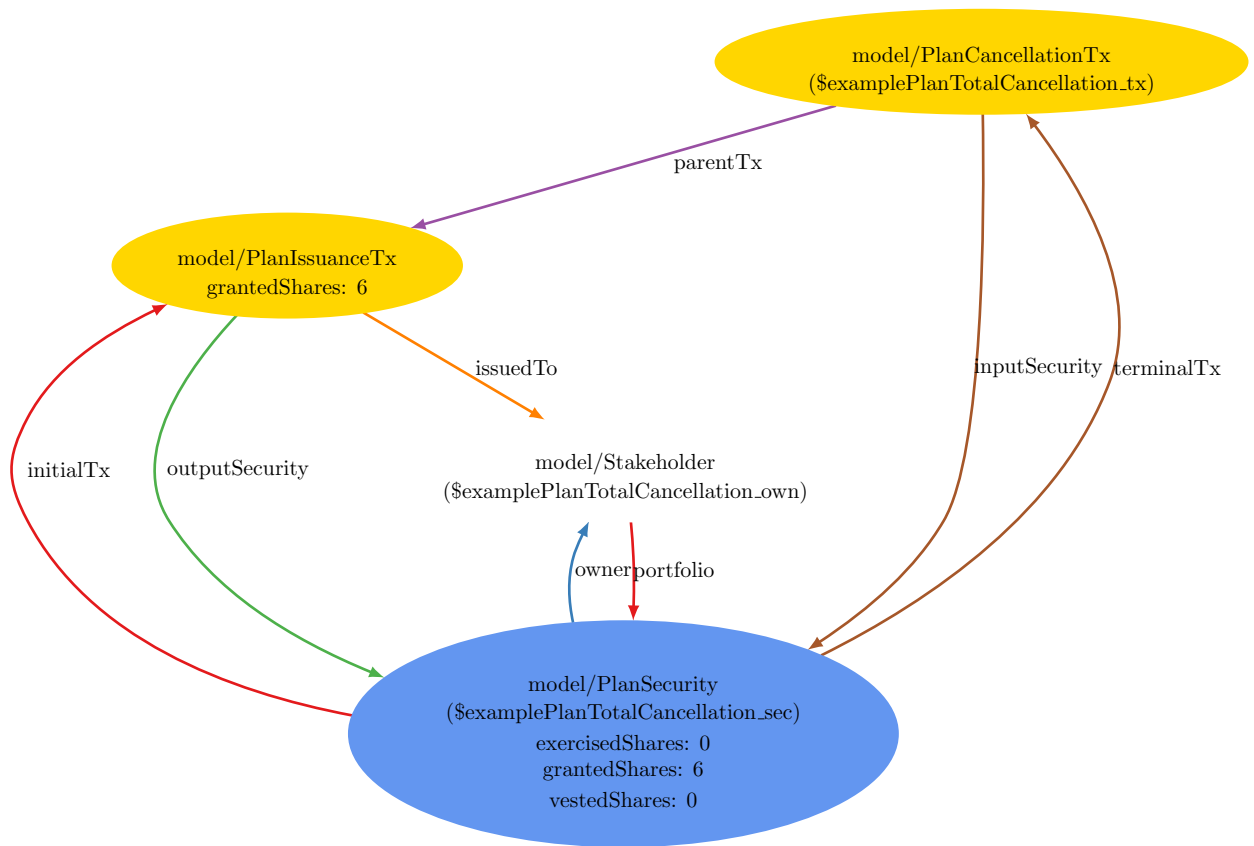 model/PlanCancellationTx
($examplePlanTotalCancellation_tx)
parentTx
model/PlanIssuanceTx
grantedShares: 6
issuedTo
inputSecurity
terminalTx
initialTx
outputSecurity
model/Stakeholder
($examplePlanTotalCancellation_own)
owner
portfolio
model/PlanSecurity
($examplePlanTotalCancellation_sec)
exercisedShares: 0
grantedShares: 6
vestedShares: 0